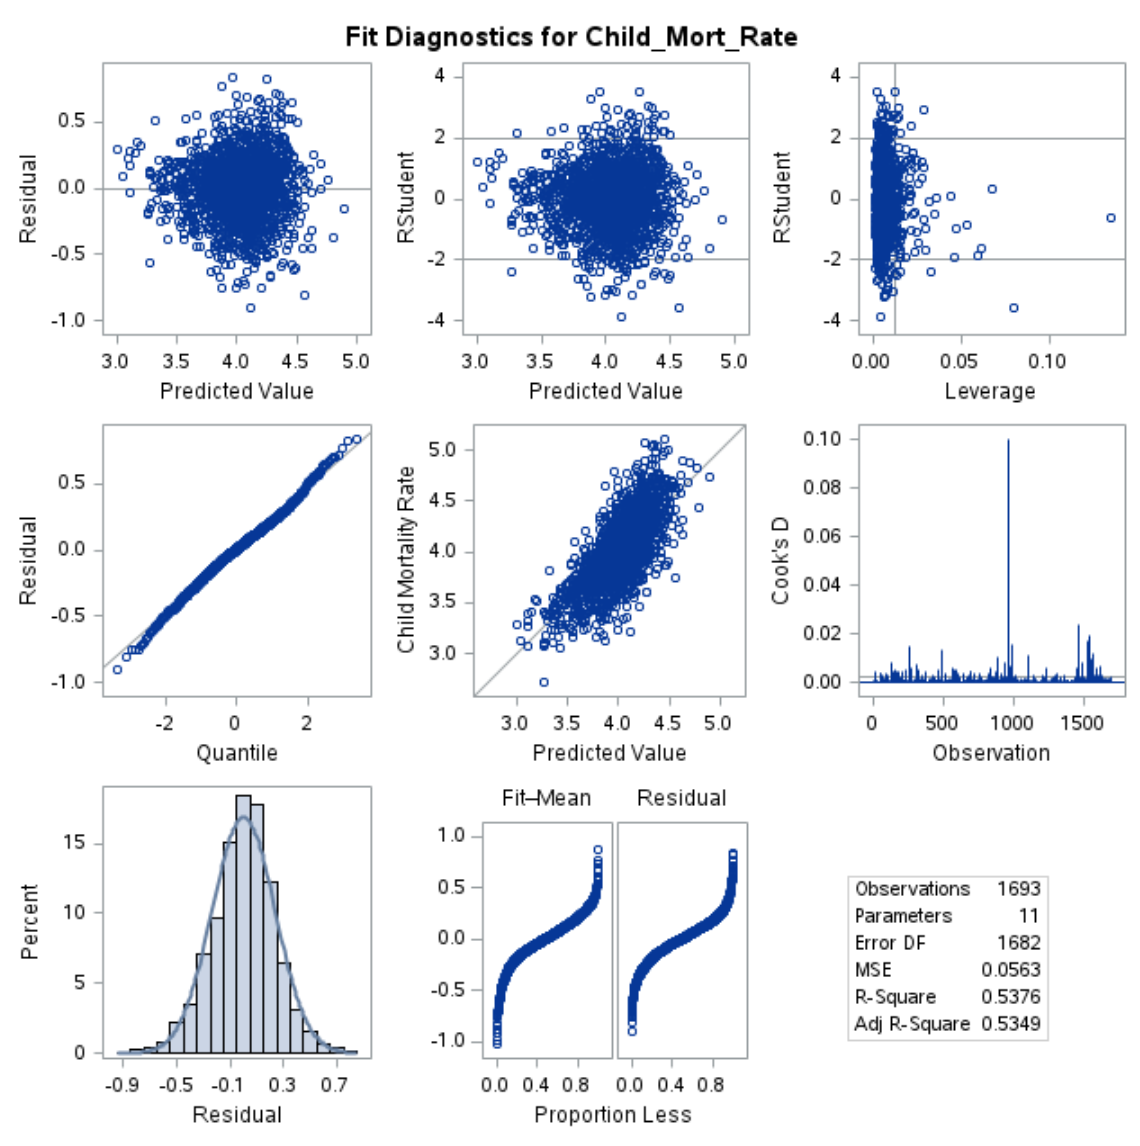 Fit Diagnostics for Child_Mort_Rate
0.5
0.0
-0.5
-1.0
Residual
3.0 3.5 4.0 4.5 5.0
Predicted Value
4
2
0
-2
-4
RStudent
3.0 3.5 4.0 4.5 5.0
Predicted Value
4
2
0
-2
-4
RStudent
0.00 0.05 0.10
Leverage
0.5
0.0
-0.5
-1.0
Residual
-2 0 2
Quantile
5.0
4.5
4.0
3.5
3.0
Child Mortality Rate
3.0 3.5 4.0 4.5 5.0
Predicted Value
0.10
0.08
0.06
0.04
0.02
0.00
Cook's D
0 500 1000 1500
Observation
15
10
5
0
Percent
-0.9 -0.5 -0.1 0.3 0.7
Residual
Fit–Mean Residual
1.0
0.5
0.0
-0.5
-1.0
0.0 0.4 0.8 0.0 0.4 0.8
Proportion Less
Observations 1693
Parameters 11
Error DF 1682
MSE 0.0563
R-Square 0.5376
Adj R-Square 0.5349